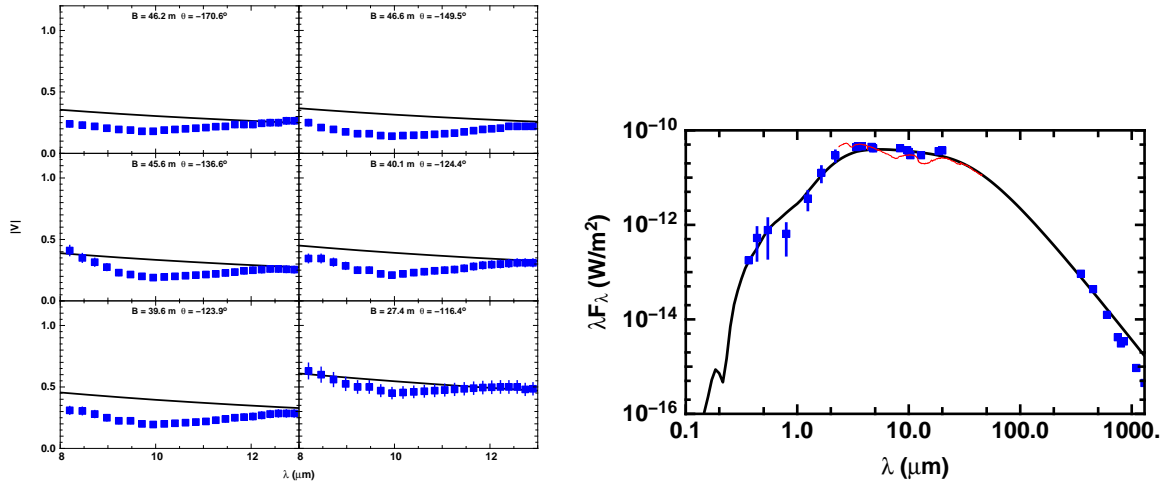 B = 46.2 m θ = −170.6°
B = 46.6 m θ = −149.5°
1.0
0.5
0.0
B = 45.6 m θ = −136.6°
B = 40.1 m θ = −124.4°
|V|
1.0
0.5
0.0
B = 39.6 m θ = −123.9°
B = 27.4 m θ = −116.4°
1.0
0.5
0.0
8 10 12 8 10 12
λ (μm)
λFλ (W/m²)
10⁻¹⁰
10⁻¹²
10⁻¹⁴
10⁻¹⁶
0.1 1.0 10.0 100.0 1000.
λ (μm)